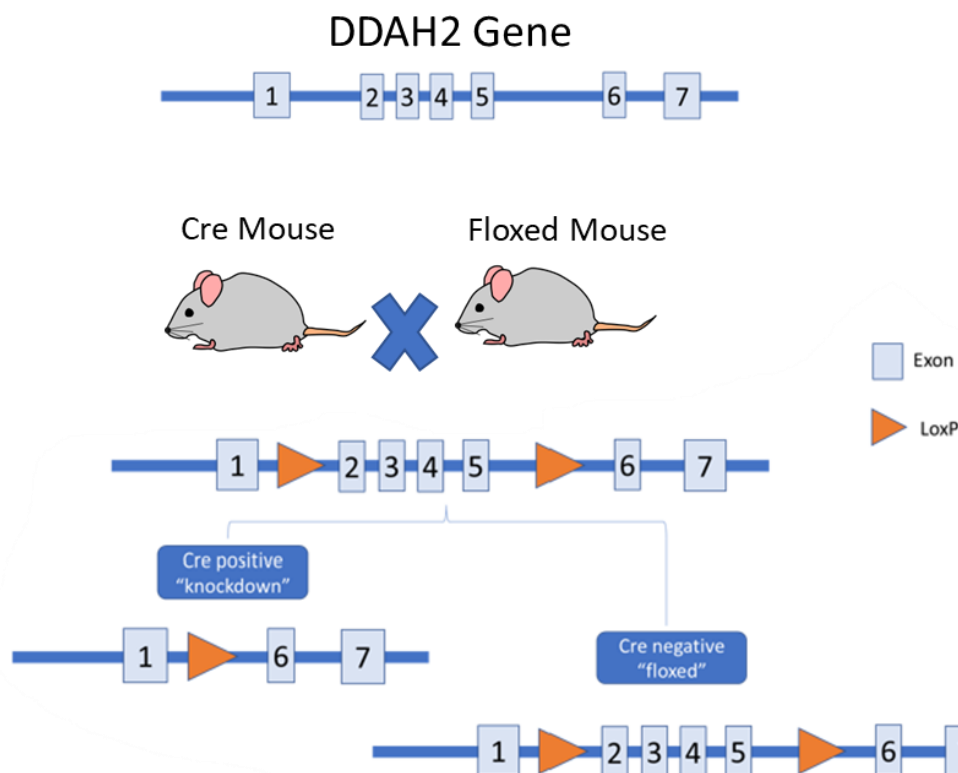 DDAH2 Gene
1 2 3 4 5 6 7
Cre Mouse
Floxed Mouse
Exon
LoxP
1 2 3 4 5 6 7
Cre positive
“knockdown”
1 6 7
Cre negative
“floxed”
1 2 3 4 5 6